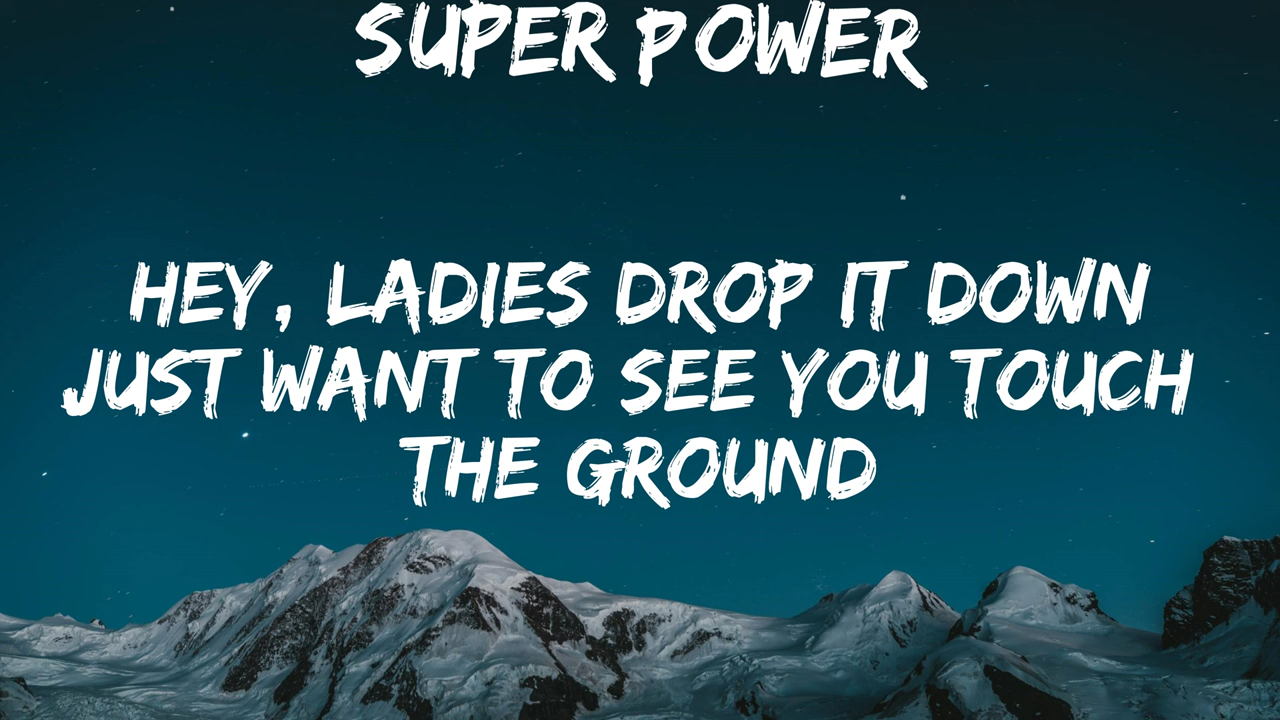 SUPER POWER
HEY, LADIES DROP IT DOWN
JUST WANT TO SEE YOU TOUCH
THE GROUND